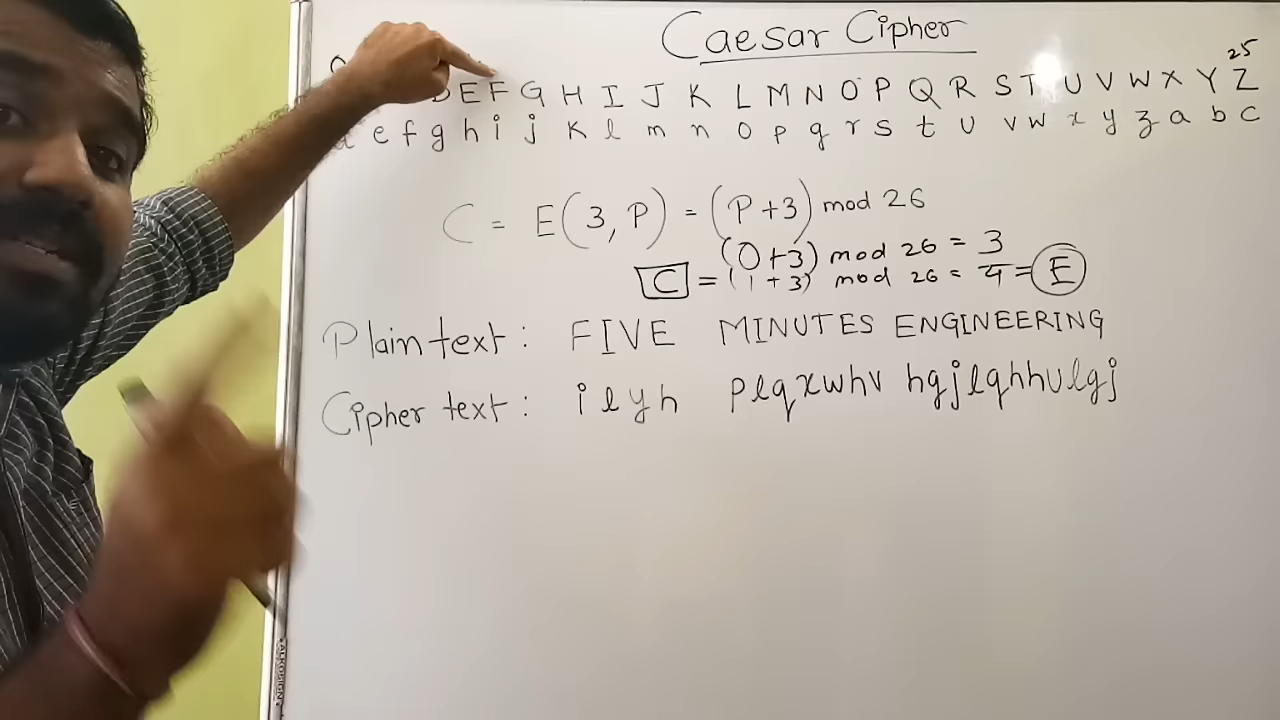 Caesar Cipher
25
D E F G H I J K L M N O P Q R S T U V W X Y Z
d e f g h i j k l m n o p q r s t u v w x y z a b c
C = E(3, P) = (P+3) mod 26
(0+3) mod 26 = 3
C = (1+3) mod 26 = 4 = E
Plain text : FIVE MINUTES ENGINEERING
Cipher text : ilyh plqxwhv hgjlqhhulgj